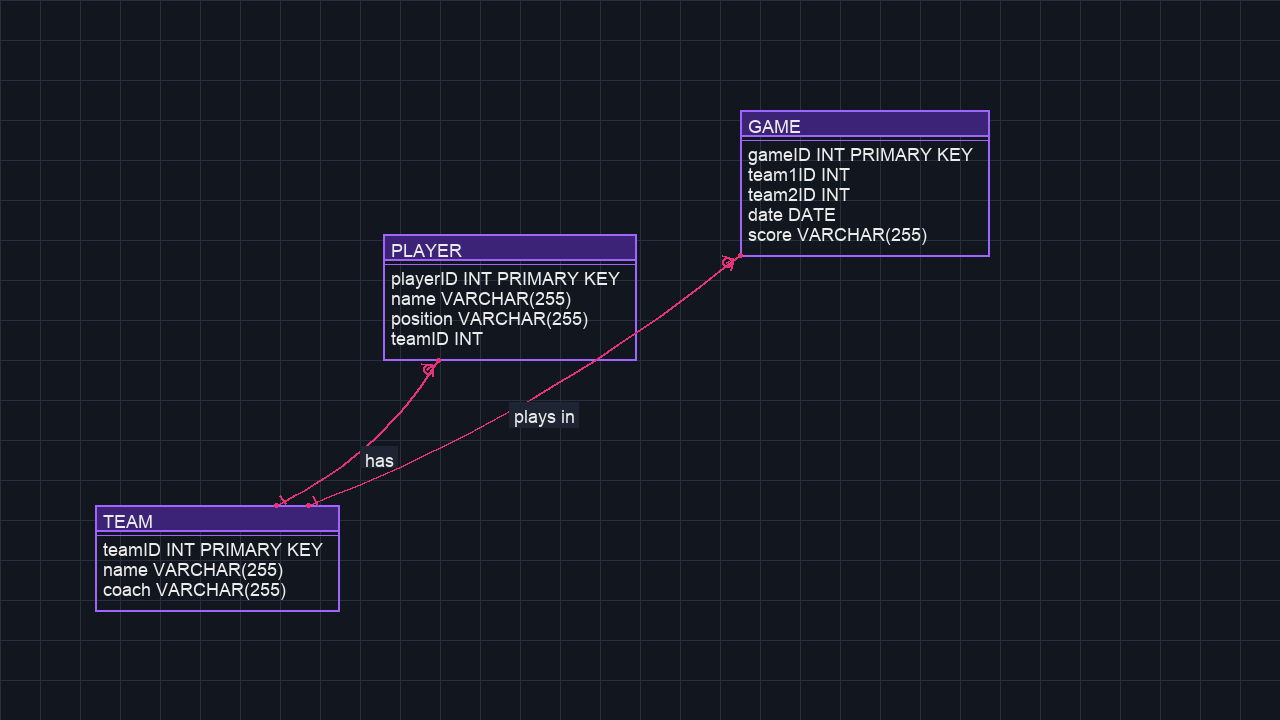 GAME
gameID INT PRIMARY KEY
team1ID INT
team2ID INT
date DATE
score VARCHAR(255)
PLAYER
playerID INT PRIMARY KEY
name VARCHAR(255)
position VARCHAR(255)
teamID INT
plays in
has
TEAM
teamID INT PRIMARY KEY
name VARCHAR(255)
coach VARCHAR(255)